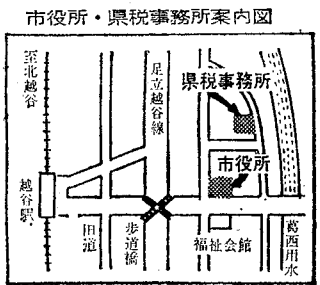 市役所・県税事務所案内図
至北越谷
足立越谷線
県税事務所
市役所
越谷駅
旧道
歩道橋
福祉会館
葛西用水